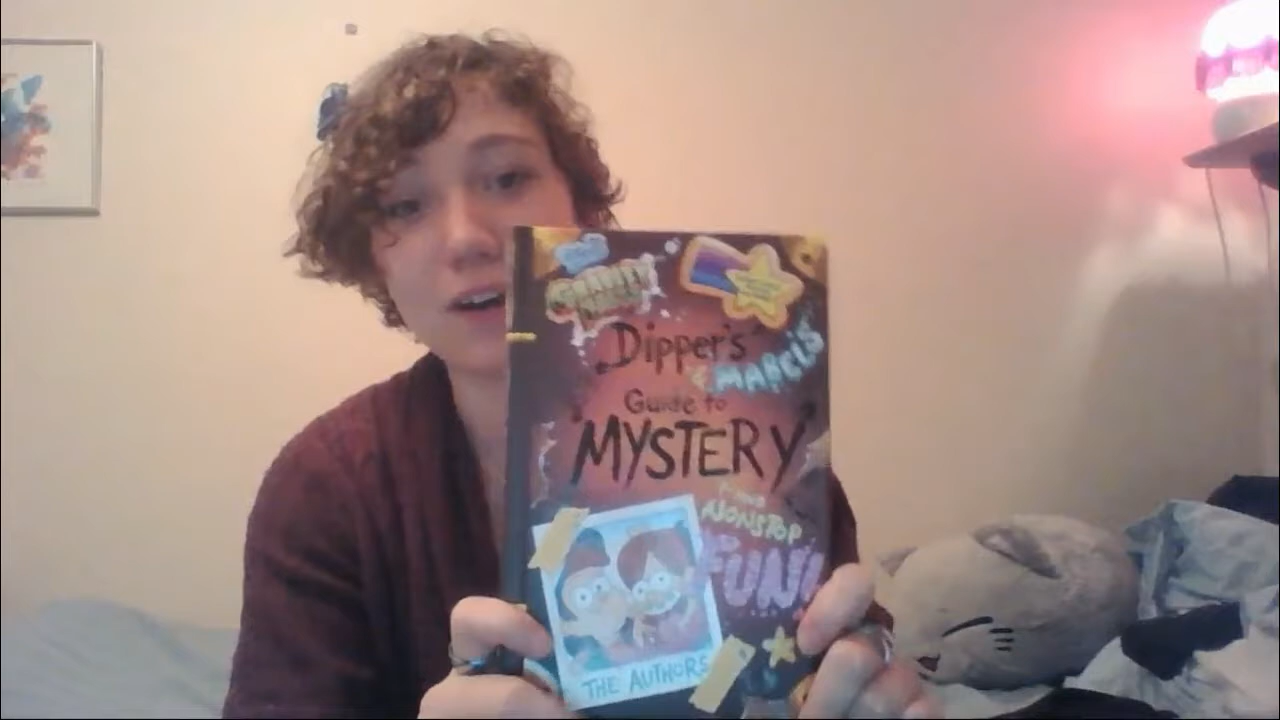 Dipper's
& MABEL'S
Guide to
"MYSTERY"
AND
NONSTOP
FUN!
THE AUTHORS